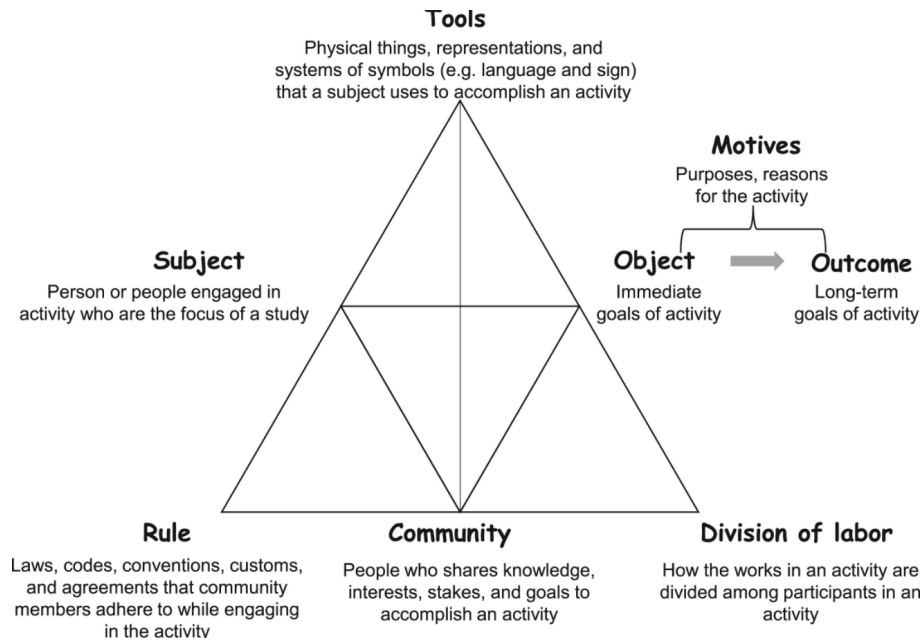 Tools
Physical things, representations, and
systems of symbols (e.g. language and sign)
that a subject uses to accomplish an activity
Motives
Purposes, reasons
for the activity
Subject
Person or people engaged in
activity who are the focus of a study
Object
Immediate
goals of activity
Outcome
Long-term
goals of activity
Rule
Laws, codes, conventions, customs,
and agreements that community
members adhere to while engaging
in the activity
Community
People who shares knowledge,
interests, stakes, and goals to
accomplish an activity
Division of labor
How the works in an activity are
divided among participants in an
activity